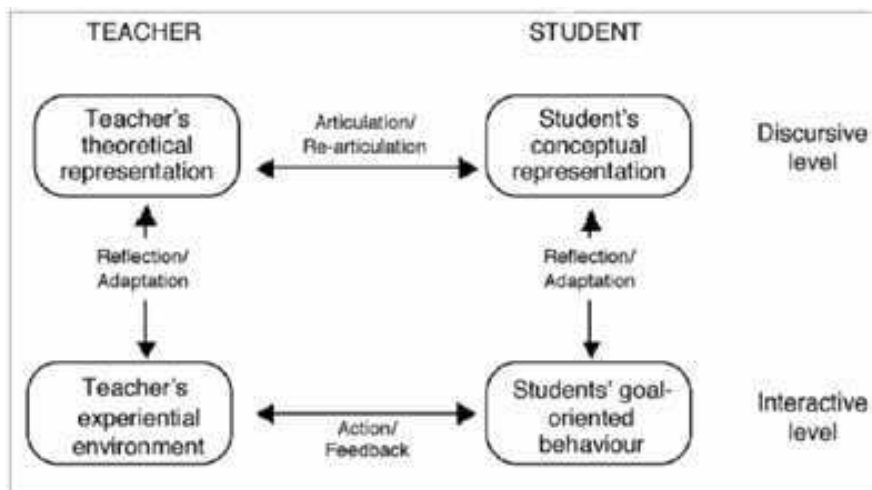 TEACHER
STUDENT
Teacher's
theoretical
representation
Articulation/
Re-articulation
Student's
conceptual
representation
Discursive
level
Reflection/
Adaptation
Reflection/
Adaptation
Teacher's
experiential
environment
Action/
Feedback
Students' goal-
oriented
behaviour
Interactive
level